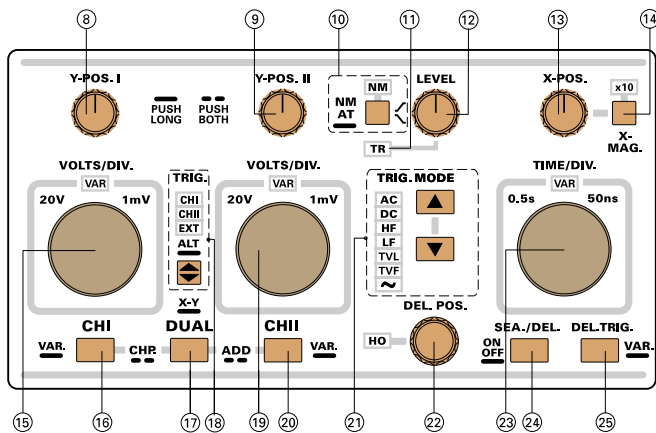 8 9 10 11 12 13 14
Y-POS. I
Y-POS. II
NM
LEVEL
X-POS.
x10
PUSH LONG
PUSH BOTH
NM
AT
X-MAG.
TR
VOLTS/DIV.
TRIG.
VOLTS/DIV.
TRIG. MODE
TIME/DIV.
VAR
VAR
VAR
20V 1mV
CHI
CHII
EXT
ALT
20V 1mV
AC
DC
HF
LF
TVL
TVF
~
0.5s 50ns
X-Y
DEL. POS.
CHI
DUAL
CHII
HO
SEA./DEL.
DEL.TRIG.
VAR.
CHP.
ADD
VAR.
ON
OFF
VAR.
15 16 17 18 19 20 21 22 23 24 25